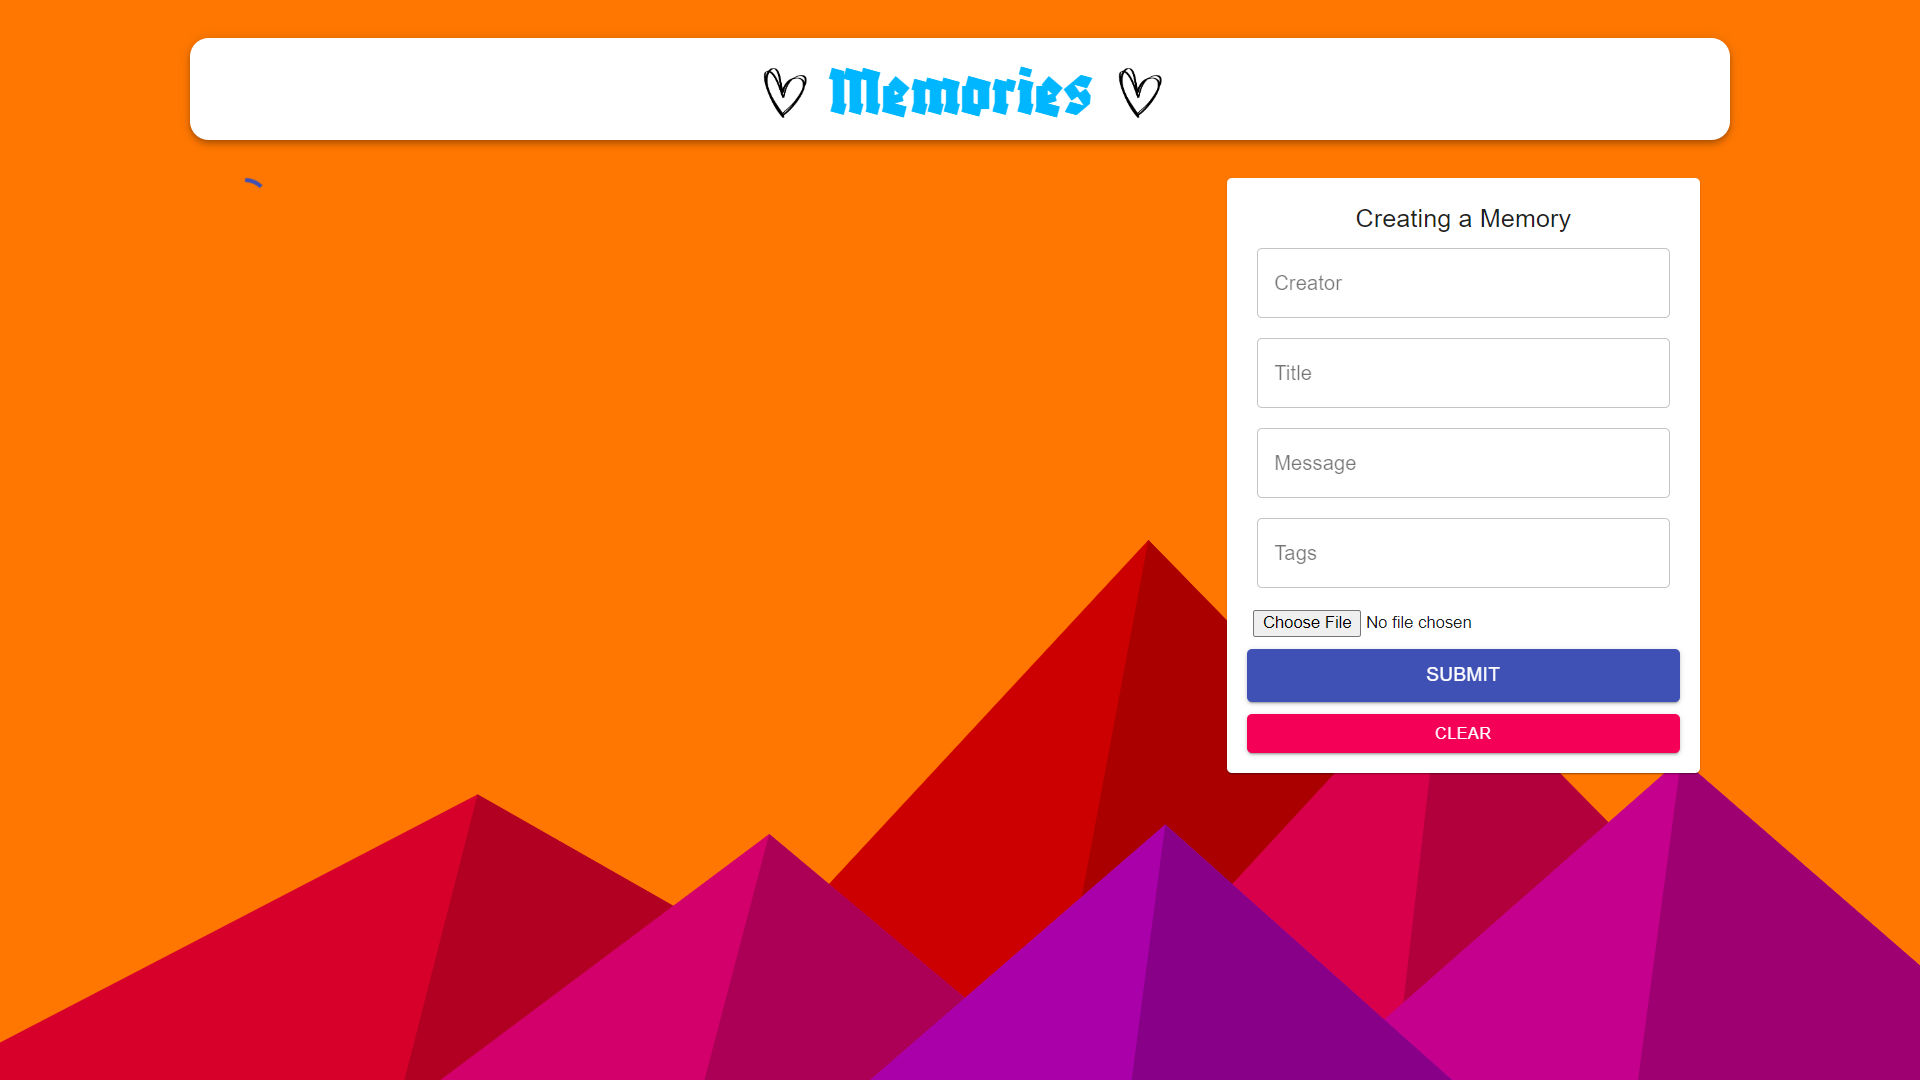 Memories
Creating a Memory
Creator
Title
Message
Tags
Choose File No file chosen
SUBMIT
CLEAR